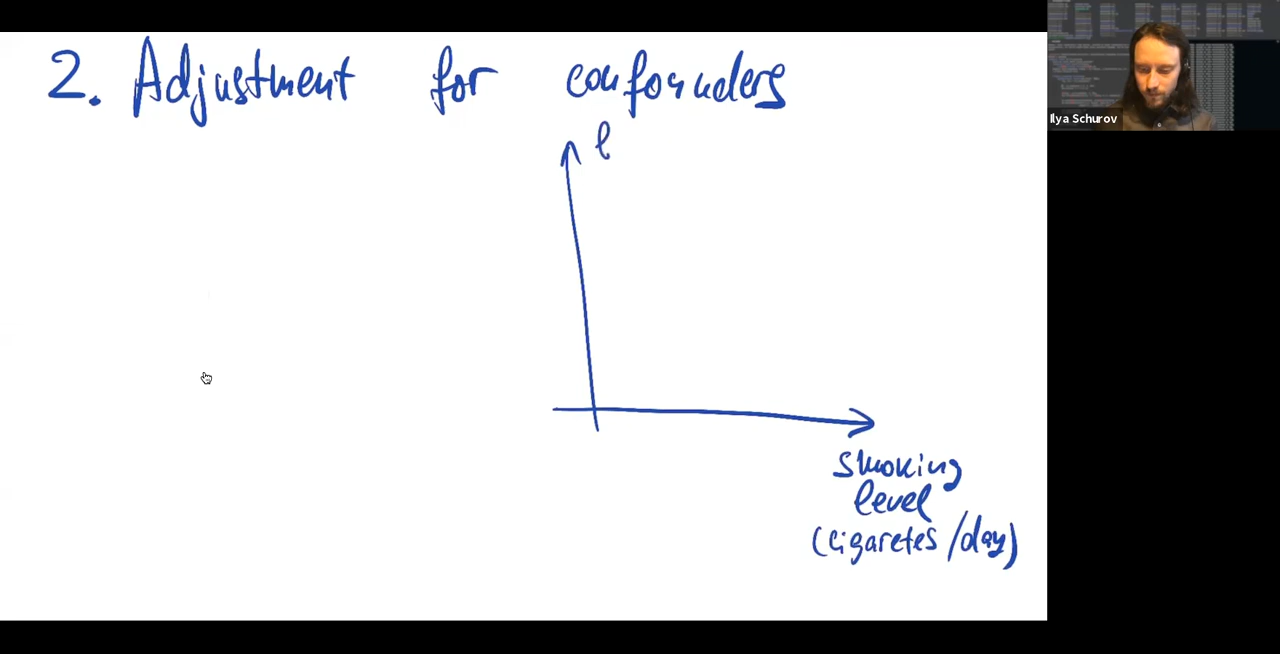 2. Adjustment for confounders
l
smoking
level
(cigaretes/day)
Ilya Schurov